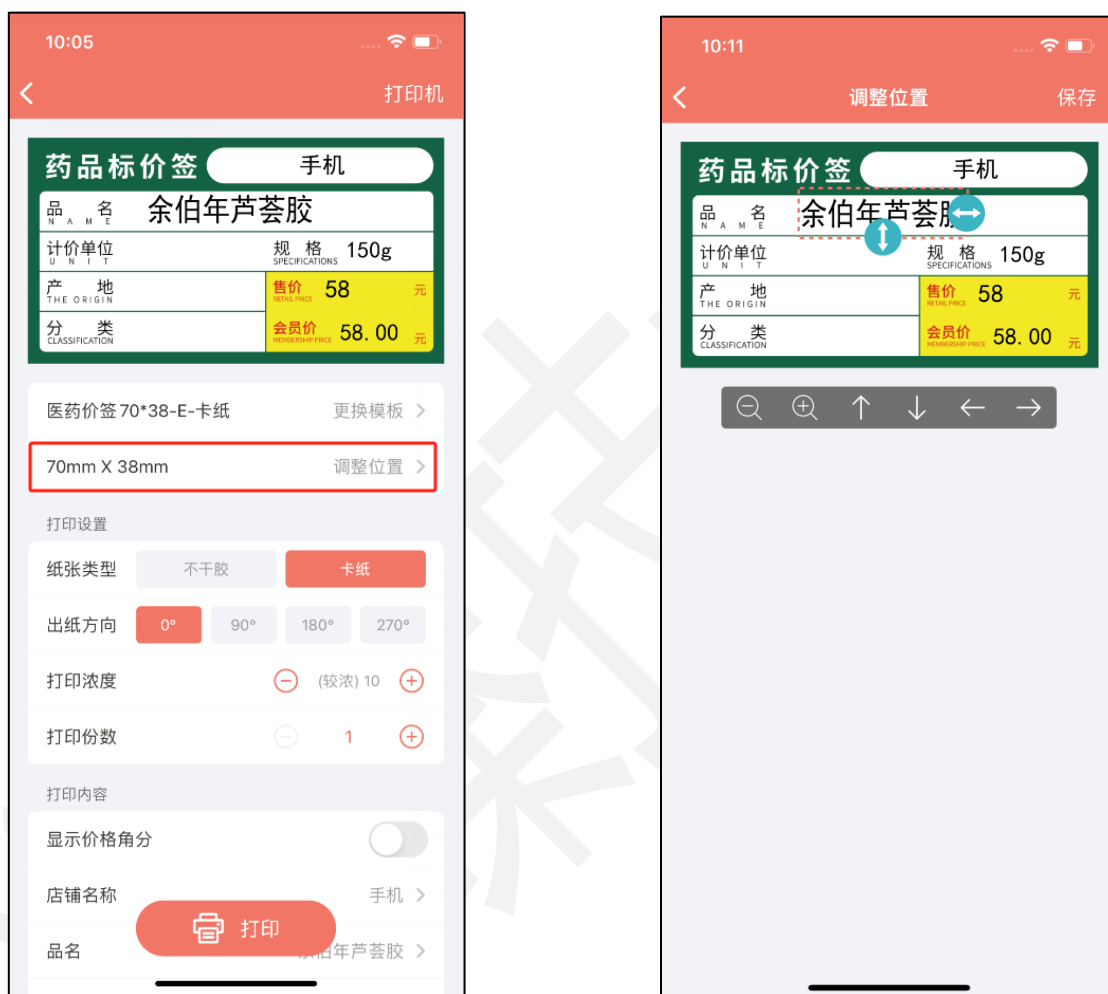 10:05
打印机
药品标价签 手机
品名 余伯年芦荟胶
NAME
计价单位 规格 150g
UNIT SPECIFICATIONS
产地 售价 58 元
THE ORIGIN RETAIL PRICE
分类 会员价 58.00 元
CLASSIFICATION MEMBERSHIP PRICE
医药价签70*38-E-卡纸 更换模板
70mm X 38mm 调整位置
打印设置
纸张类型 不干胶 卡纸
出纸方向 0° 90° 180° 270°
打印浓度 (较浓) 10
打印份数 1
打印内容
显示价格角分
店铺名称 手机
打印
品名 余伯年芦荟胶
10:11
调整位置 保存
药品标价签 手机
品名 余伯年芦荟胶
NAME
计价单位 规格 150g
UNIT SPECIFICATIONS
产地 售价 58 元
THE ORIGIN RETAIL PRICE
分类 会员价 58.00 元
CLASSIFICATION MEMBERSHIP PRICE